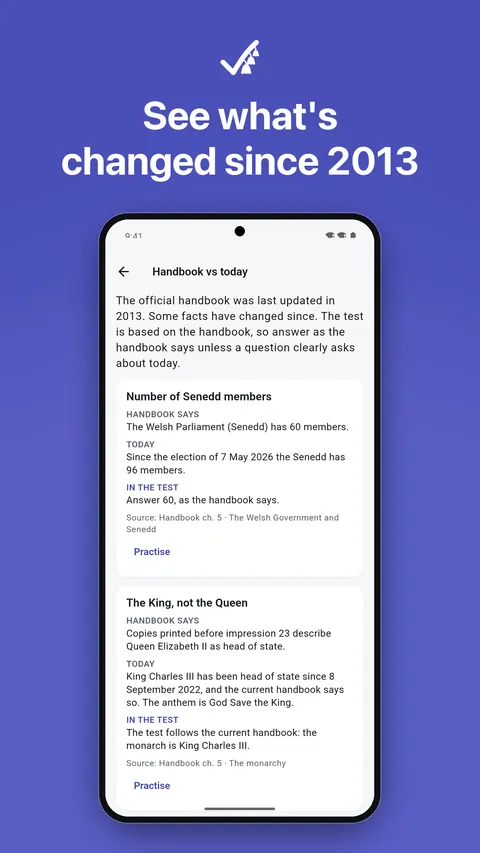 See what's
changed since 2013
9:41
Handbook vs today
The official handbook was last updated in
2013. Some facts have changed since. The test
is based on the handbook, so answer as the
handbook says unless a question clearly asks
about today.
Number of Senedd members
HANDBOOK SAYS
The Welsh Parliament (Senedd) has 60 members.
TODAY
Since the election of 7 May 2026 the Senedd has
96 members.
IN THE TEST
Answer 60, as the handbook says.
Source: Handbook ch. 5 · The Welsh Government and
Senedd
Practise
The King, not the Queen
HANDBOOK SAYS
Copies printed before impression 23 describe
Queen Elizabeth II as head of state.
TODAY
King Charles III has been head of state since 8
September 2022, and the current handbook says
so. The anthem is God Save the King.
IN THE TEST
The test follows the current handbook: the
monarch is King Charles III.
Source: Handbook ch. 5 · The monarchy
Practise